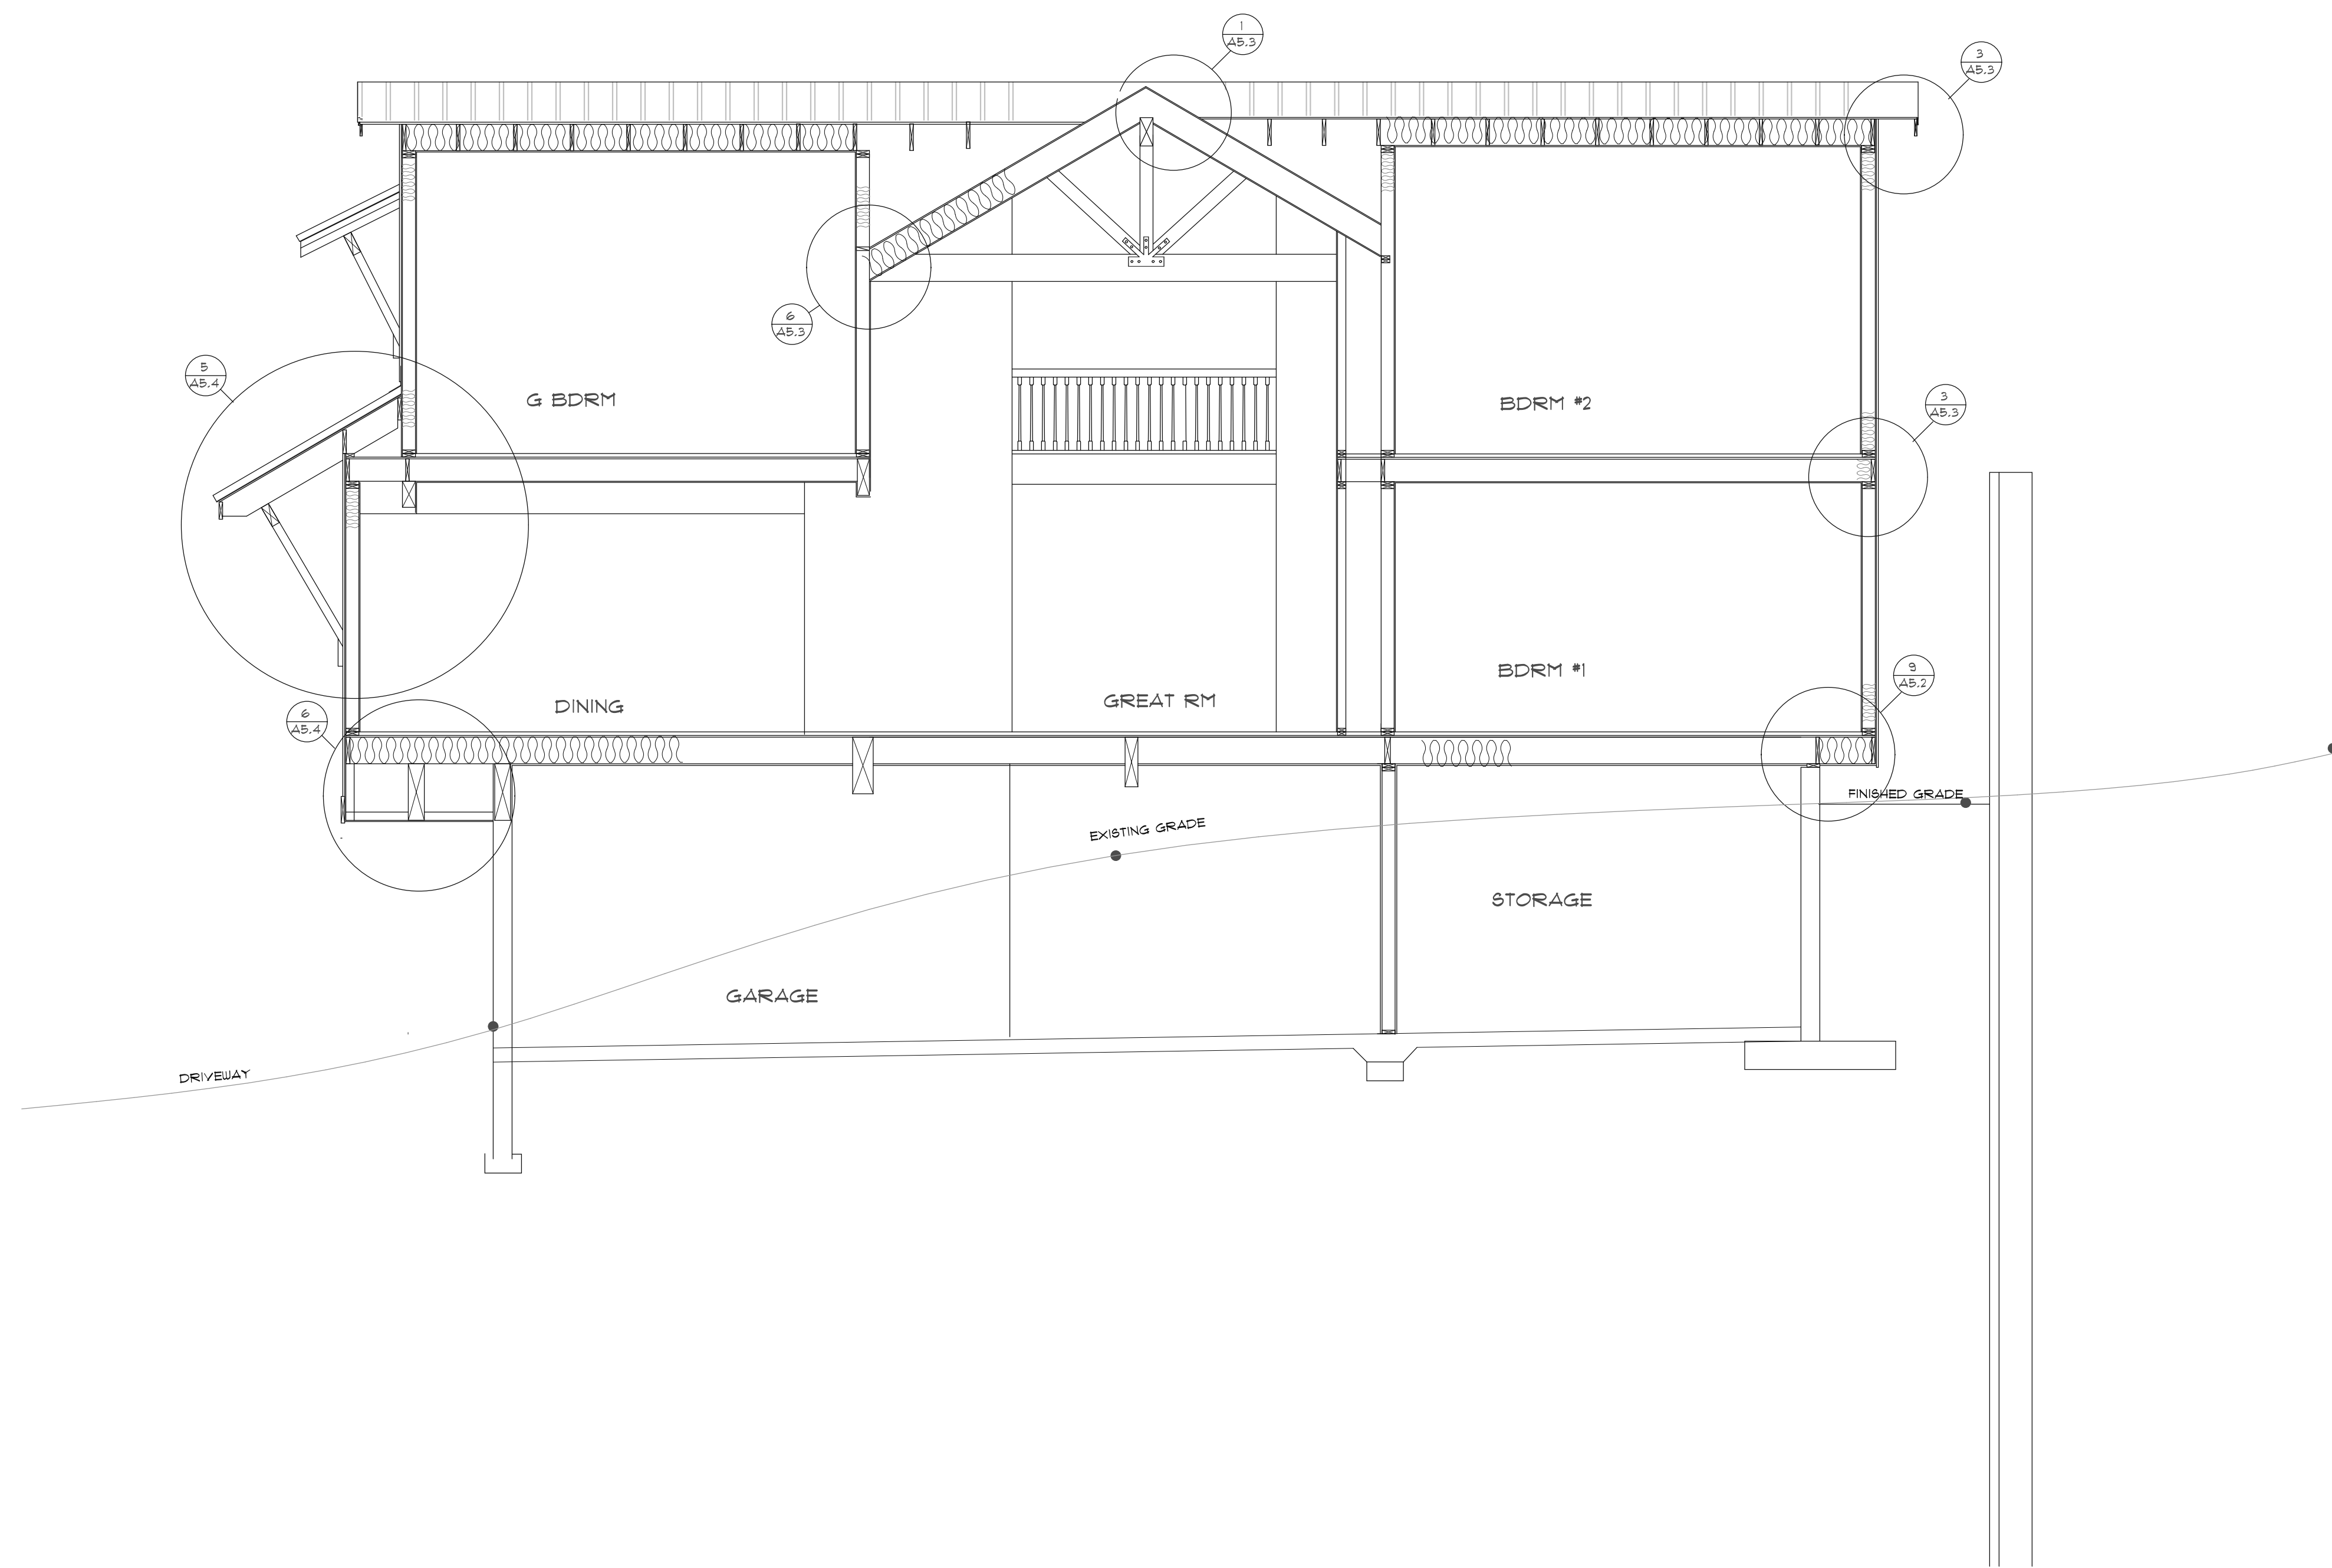 1
A5.3
3
A5.3
6
A5.3
5
A5.4
G BDRM
BDRM #2
3
A5.3
BDRM #1
9
A5.2
DINING
GREAT RM
6
A5.4
FINISHED GRADE
EXISTING GRADE
STORAGE
GARAGE
DRIVEWAY